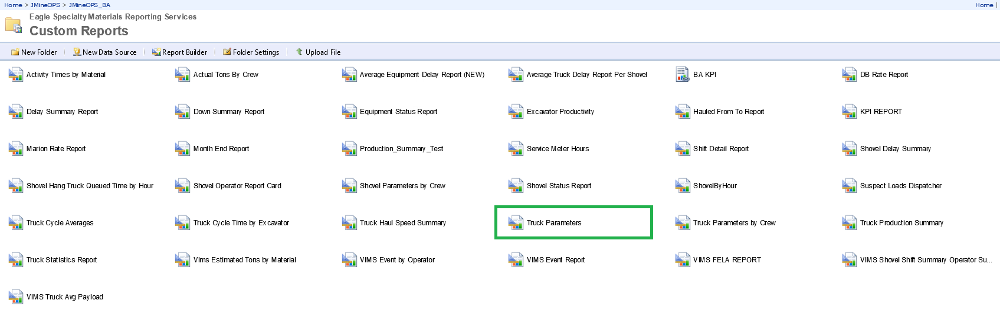 Home > JMineOPS > JMineOPS_BA Home |
Eagle Specialty Materials Reporting Services
Custom Reports
New Folder New Data Source Report Builder Folder Settings Upload File
Activity Times by Material Actual Tons By Crew Average Equipment Delay Report (NEW) Average Truck Delay Report Per Shovel BA KPI DB Rate Report
Delay Summary Report Down Summary Report Equipment Status Report Excavator Productivity Hauled From To Report KPI REPORT
Marion Rate Report Month End Report Production_Summary_Test Service Meter Hours Shift Detail Report Shovel Delay Summary
Shovel Hang Truck Queued Time by Hour Shovel Operator Report Card Shovel Parameters by Crew Shovel Status Report ShovelByHour Suspect Loads Dispatcher
Truck Cycle Averages Truck Cycle Time by Excavator Truck Haul Speed Summary Truck Parameters Truck Parameters by Crew Truck Production Summary
Truck Statistics Report Vims Estimated Tons by Material VIMS Event by Operator VIMS Event Report VIMS FELA REPORT VIMS Shovel Shift Summary Operator Su...
VIMS Truck Avg Payload